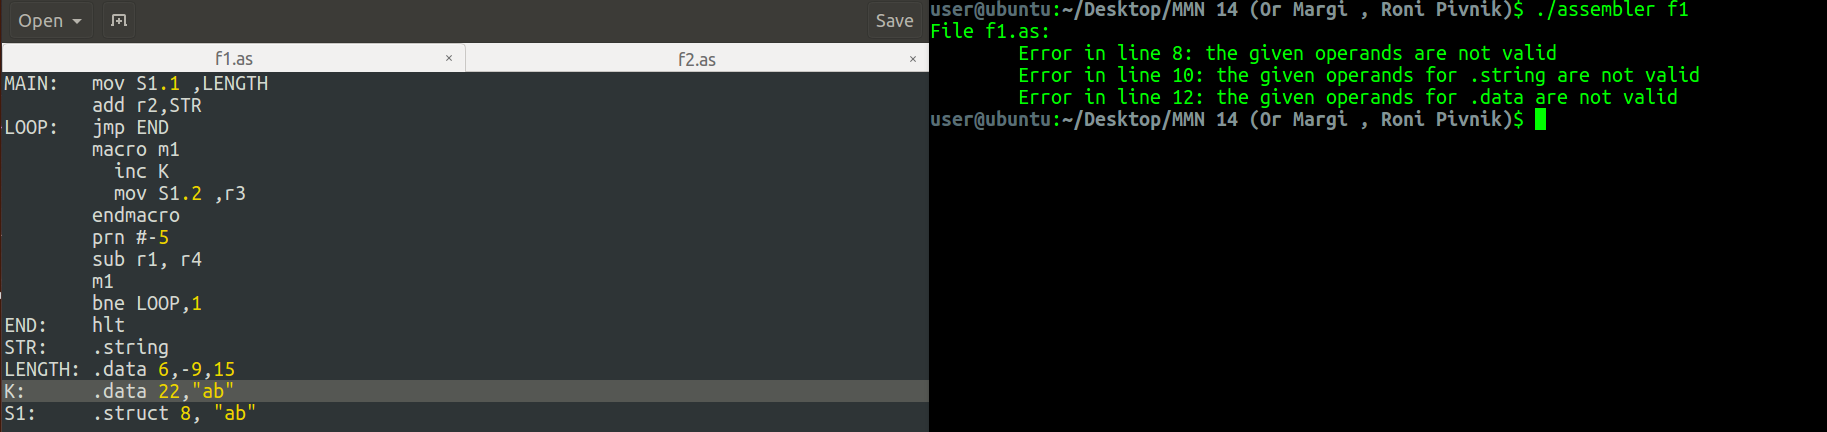 Open
Save
f1.as ×
f2.as ×
MAIN:   mov S1.1 ,LENGTH
        add r2,STR
LOOP:   jmp END
        macro m1
          inc K
          mov S1.2 ,r3
        endmacro
        prn #-5
        sub r1, r4
        m1
        bne LOOP,1
END:    hlt
STR:    .string
LENGTH: .data 6,-9,15
K:      .data 22,"ab"
S1:     .struct 8, "ab"
user@ubuntu:~/Desktop/MMN 14 (Or Margi , Roni Pivnik)$ ./assembler f1
File f1.as:
        Error in line 8: the given operands are not valid
        Error in line 10: the given operands for .string are not valid
        Error in line 12: the given operands for .data are not valid
user@ubuntu:~/Desktop/MMN 14 (Or Margi , Roni Pivnik)$